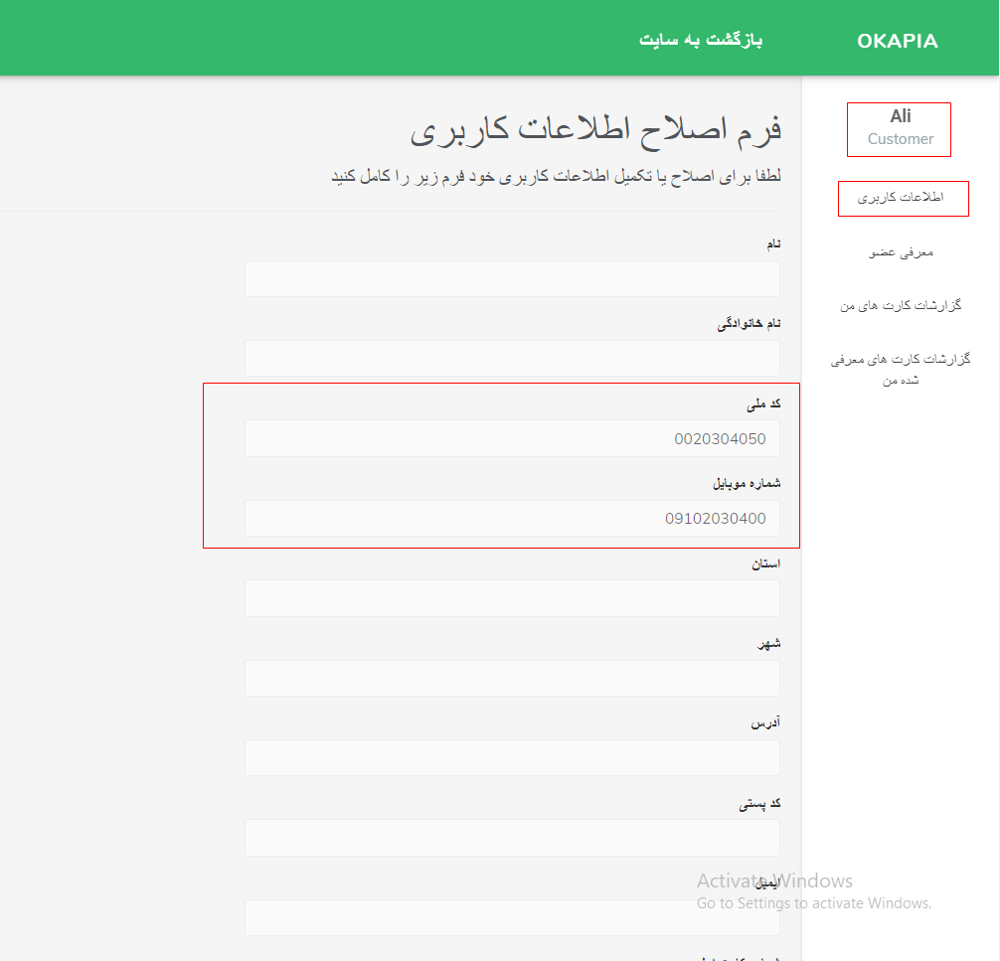 OKAPIA
بازگشت به سایت
Ali
Customer
اطلاعات کاربری
معرفی عضو
گزارشات کارت های من
گزارشات کارت های معرفی
شده من
فرم اصلاح اطلاعات کاربری
لطفا برای اصلاح یا تکمیل اطلاعات کاربری خود فرم زیر را کامل کنید
نام
نام خانوادگی
کد ملی
0020304050
شماره موبایل
09102030400
استان
شهر
آدرس
کد پستی
ایمیل
Activate Windows
Go to Settings to activate Windows.